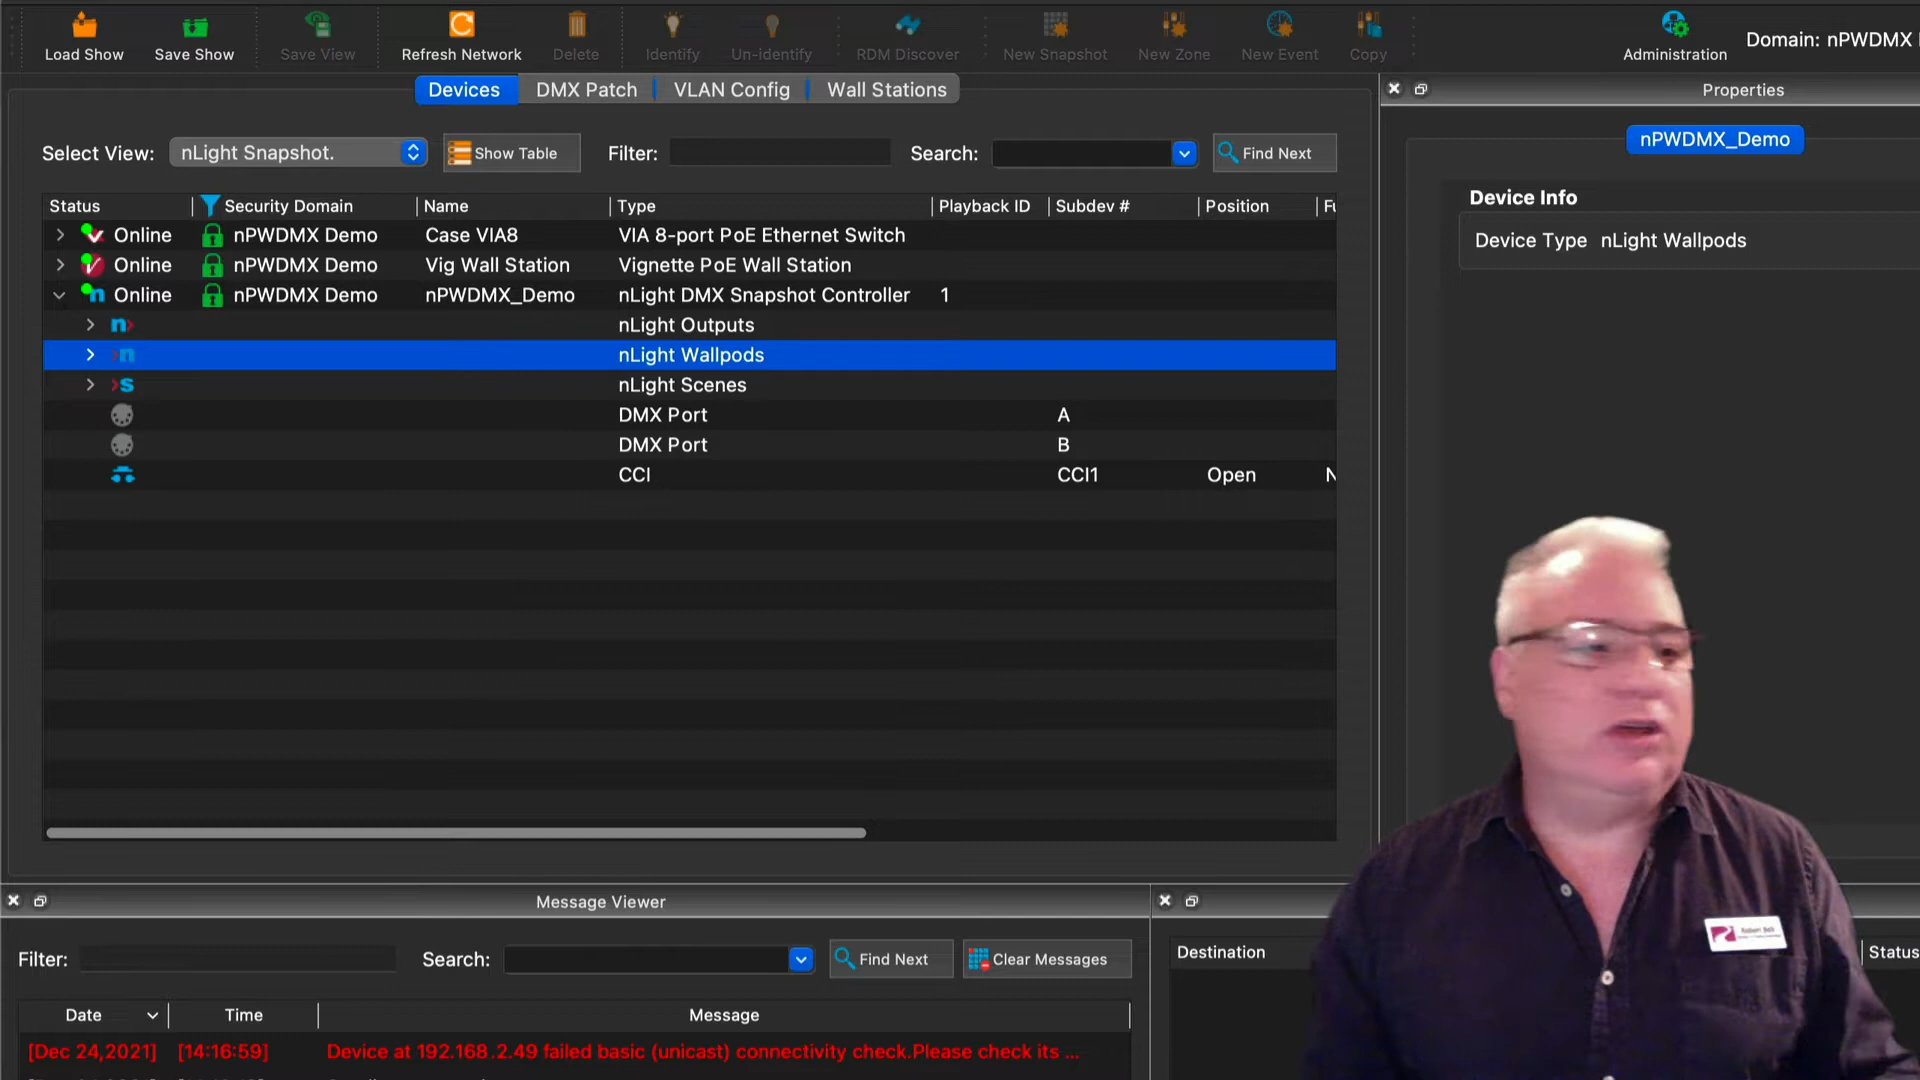 Load Show
Save Show
Save View
Refresh Network
Delete
Identify
Un-identify
RDM Discover
New Snapshot
New Zone
New Event
Copy
Administration
Domain: nPWDMX
Devices
DMX Patch
VLAN Config
Wall Stations
Properties
Select View:
nLight Snapshot.
Show Table
Filter:
Search:
Find Next
nPWDMX_Demo
Device Info
Device Type nLight Wallpods
Status Security Domain Name Type Playback ID Subdev # Position
Online nPWDMX Demo Case VIA8 VIA 8-port PoE Ethernet Switch
Online nPWDMX Demo Vig Wall Station Vignette PoE Wall Station
Online nPWDMX Demo nPWDMX_Demo nLight DMX Snapshot Controller 1
nLight Outputs
nLight Wallpods
nLight Scenes
DMX Port A
DMX Port B
CCI CCI1 Open N
Message Viewer
Filter:
Search:
Find Next
Clear Messages
Destination
Status
Date Time Message
[Dec 24,2021] [14:16:59] Device at 192.168.2.49 failed basic (unicast) connectivity check.Please check its ...